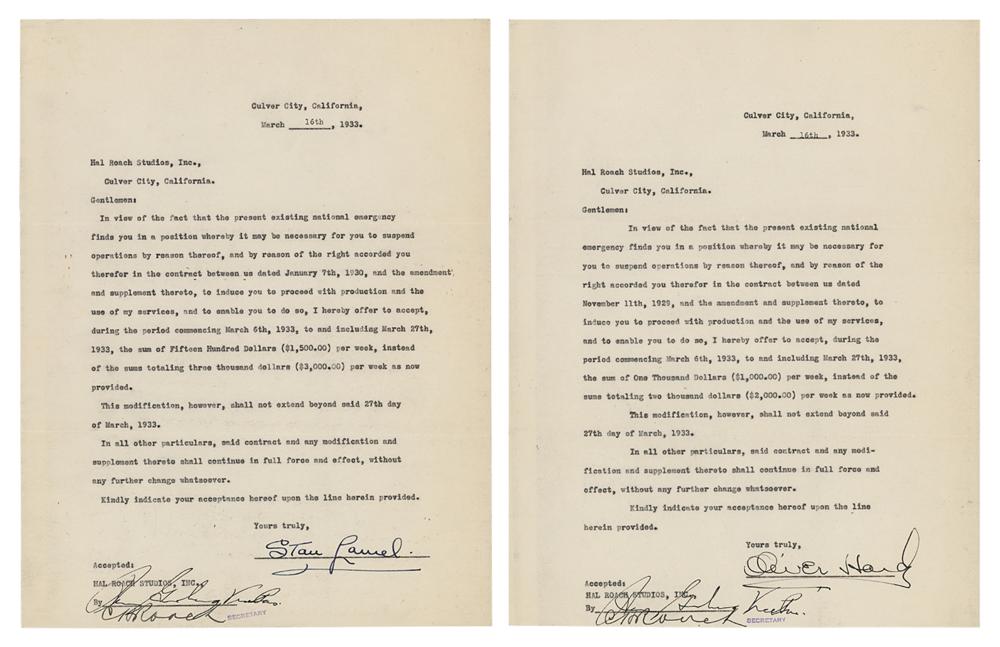 Culver City, California,
March 16th, 1933.
Hal Roach Studios, Inc.,
Culver City, California.
Gentlemen:
In view of the fact that the present existing national emergency
finds you in a position whereby it may be necessary for you to suspend
operations by reason thereof, and by reason of the right accorded you
therefor in the contract between us dated January 7th, 1930, and the amendment
and supplement thereto, to induce you to proceed with production and the
use of my services, and to enable you to do so, I hereby offer to accept,
during the period commencing March 6th, 1933, to and including March 27th,
1933, the sum of Fifteen Hundred Dollars ($1,500.00) per week, instead
of the sums totaling three thousand dollars ($3,000.00) per week as now
provided.
This modification, however, shall not extend beyond said 27th day
of March, 1933.
In all other particulars, said contract and any modification and
supplement thereto shall continue in full force and effect, without
any further change whatsoever.
Kindly indicate your acceptance hereof upon the line herein provided.
Yours truly,
Stan Laurel.
Accepted:
HAL ROACH STUDIOS, INC.
By
SECRETARY
Culver City, California,
March 16th, 1933.
Hal Roach Studios, Inc.,
Culver City, California.
Gentlemen:
In view of the fact that the present existing national
emergency finds you in a position whereby it may be necessary for
you to suspend operations by reason thereof, and by reason of the
right accorded you therefor in the contract between us dated
November 11th, 1929, and the amendment and supplement thereto, to
induce you to proceed with production and the use of my services,
and to enable you to do so, I hereby offer to accept, during the
period commencing March 6th, 1933, to and including March 27th, 1933,
the sum of One Thousand Dollars ($1,000.00) per week, instead of the
sums totaling two thousand dollars ($2,000.00) per week as now provided.
This modification, however, shall not extend beyond said
27th day of March, 1933.
In all other particulars, said contract and any modi-
fication and supplement thereto shall continue in full force and
effect, without any further change whatsoever.
Kindly indicate your acceptance hereof upon the line
herein provided.
Yours truly,
Oliver Hardy
Accepted:
HAL ROACH STUDIOS, INC.
By
SECRETARY